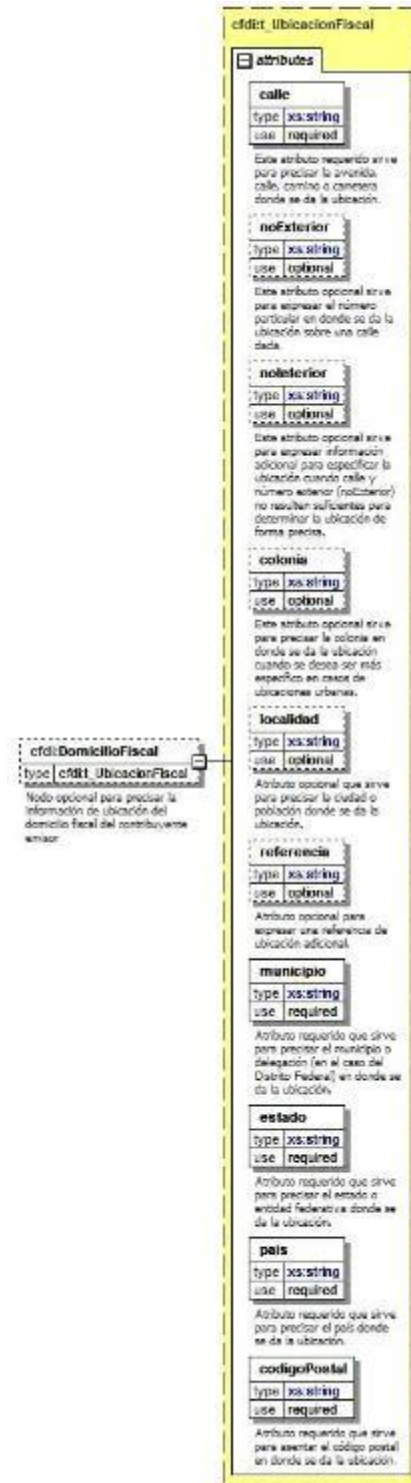 cfdi:t_UbicacionFiscal
attributes
calle
type xs:string
use required
Este atributo requerido sirve
para precisar la avenida,
calle, camino o carretera
donde se da la ubicación.
noExterior
type xs:string
use optional
Este atributo opcional sirve
para expresar el número
particular en donde se da la
ubicación sobre una calle
dada.
noInterior
type xs:string
use optional
Este atributo opcional sirve
para expresar información
adicional para especificar la
ubicación cuando calle y
número exterior (noExterior)
no resulten suficientes para
determinar la ubicación de
forma precisa.
colonia
type xs:string
use optional
Este atributo opcional sirve
para precisar la colonia en
donde se da la ubicación
cuando se desea ser más
específico en casos de
ubicaciones urbanas.
localidad
type xs:string
use optional
Atributo opcional que sirve
para precisar la ciudad o
población donde se da la
ubicación.
cfdi:DomicilioFiscal
type cfdi:t_UbicacionFiscal
Nodo opcional para precisar la
información de ubicación del
domicilio fiscal del contribuyente
emisor
referencia
type xs:string
use optional
Atributo opcional para
expresar una referencia de
ubicación adicional.
municipio
type xs:string
use required
Atributo requerido que sirve
para precisar el municipio o
delegación (en el caso del
Distrito Federal) en donde se
da la ubicación.
estado
type xs:string
use required
Atributo requerido que sirve
para precisar el estado o
entidad federativa donde se
da la ubicación.
pais
type xs:string
use required
Atributo requerido que sirve
para precisar el país donde
se da la ubicación.
codigoPostal
type xs:string
use required
Atributo requerido que sirve
para asentar el código postal
en donde se da la ubicación.